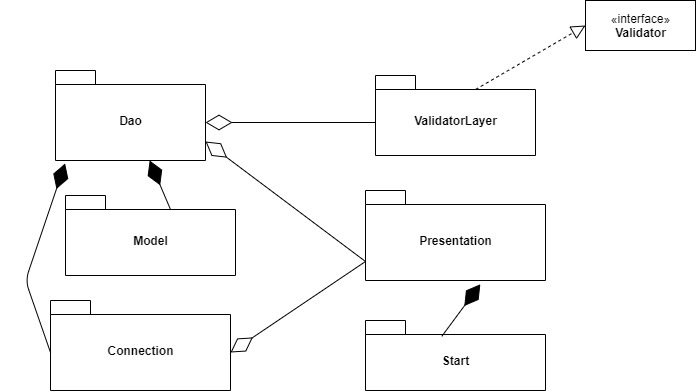 «interface»
Validator
Dao
ValidatorLayer
Model
Presentation
Connection
Start